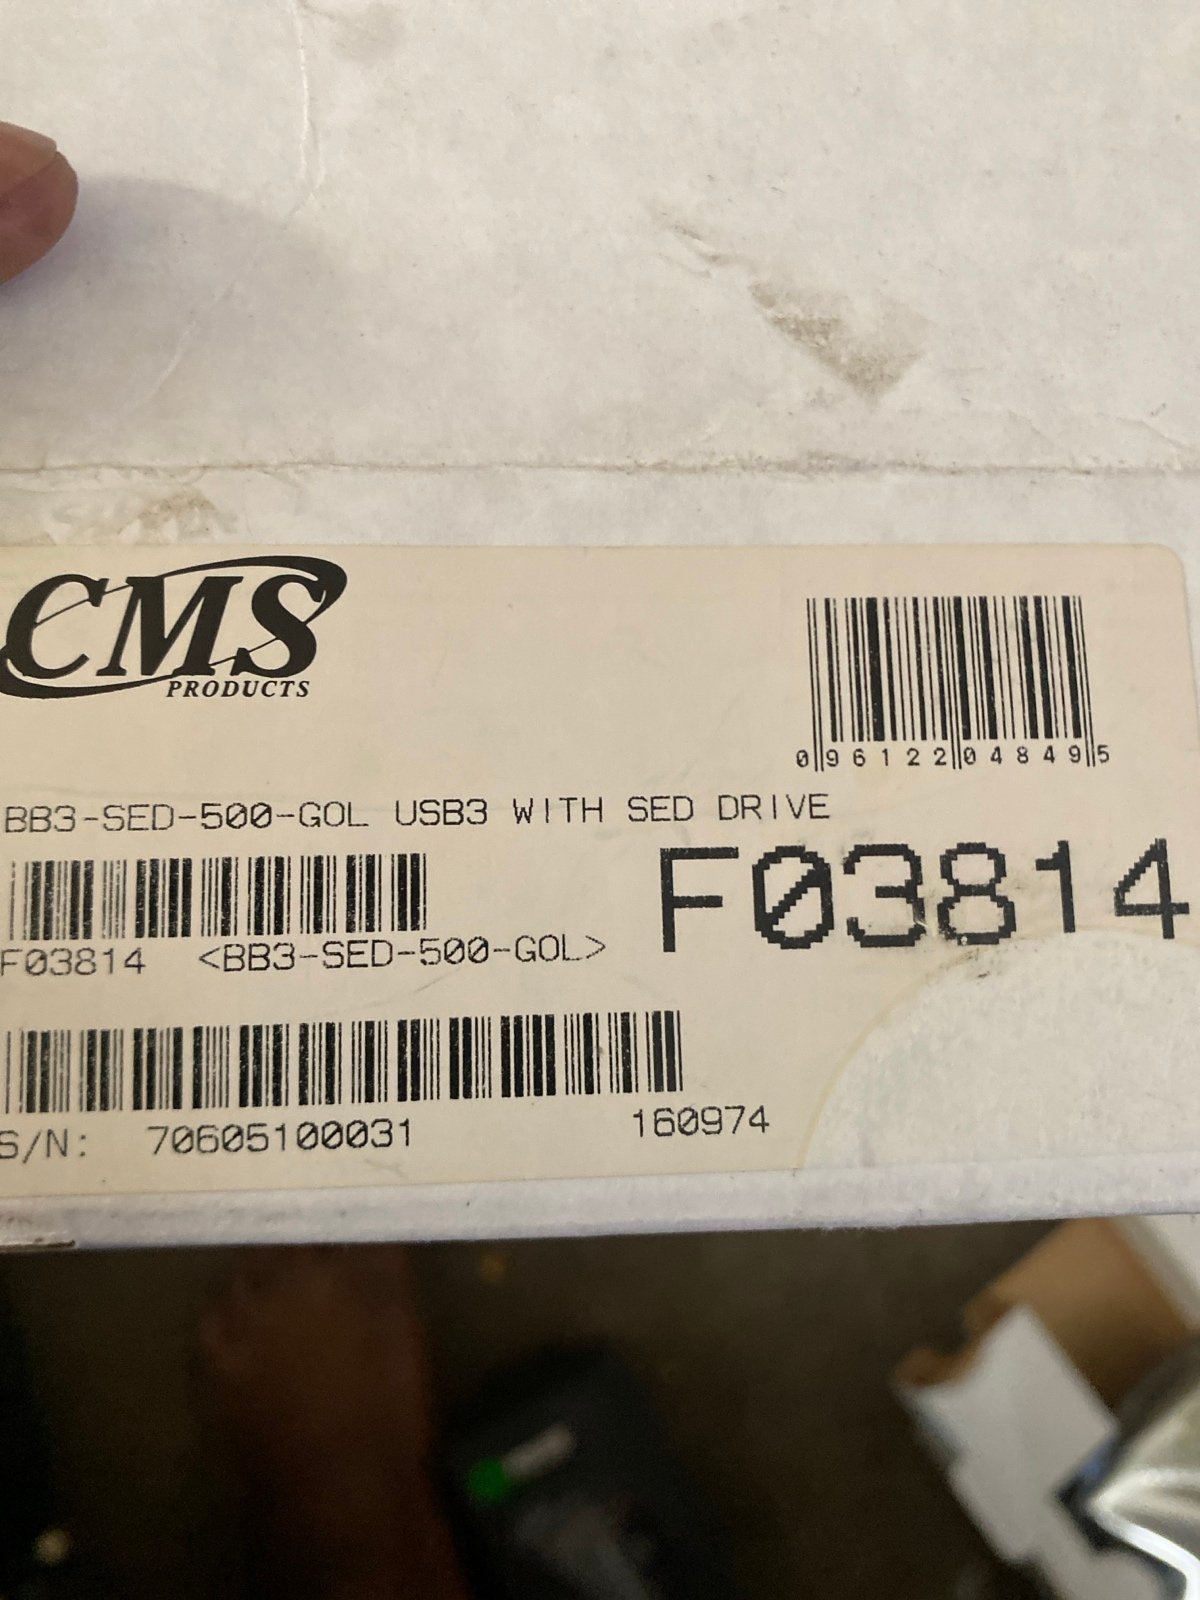 CMS
PRODUCTS
0 96122 04849 5
BB3-SED-500-GOL USB3 WITH SED DRIVE
F03814
F03814 <BB3-SED-500-GOL>
S/N: 70605100031 160974